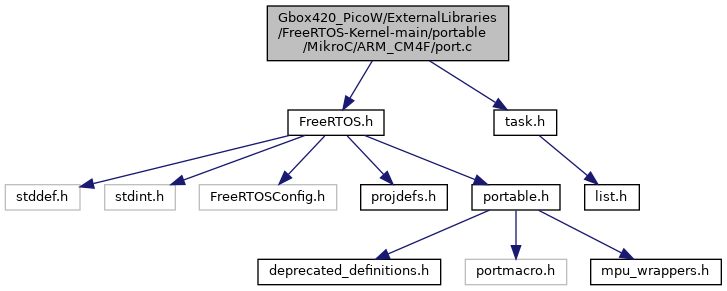 Gbox420_PicoW/ExternalLibraries
/FreeRTOS-Kernel-main/portable
/MikroC/ARM_CM4F/port.c
FreeRTOS.h
task.h
stddef.h
stdint.h
FreeRTOSConfig.h
projdefs.h
portable.h
list.h
deprecated_definitions.h
portmacro.h
mpu_wrappers.h